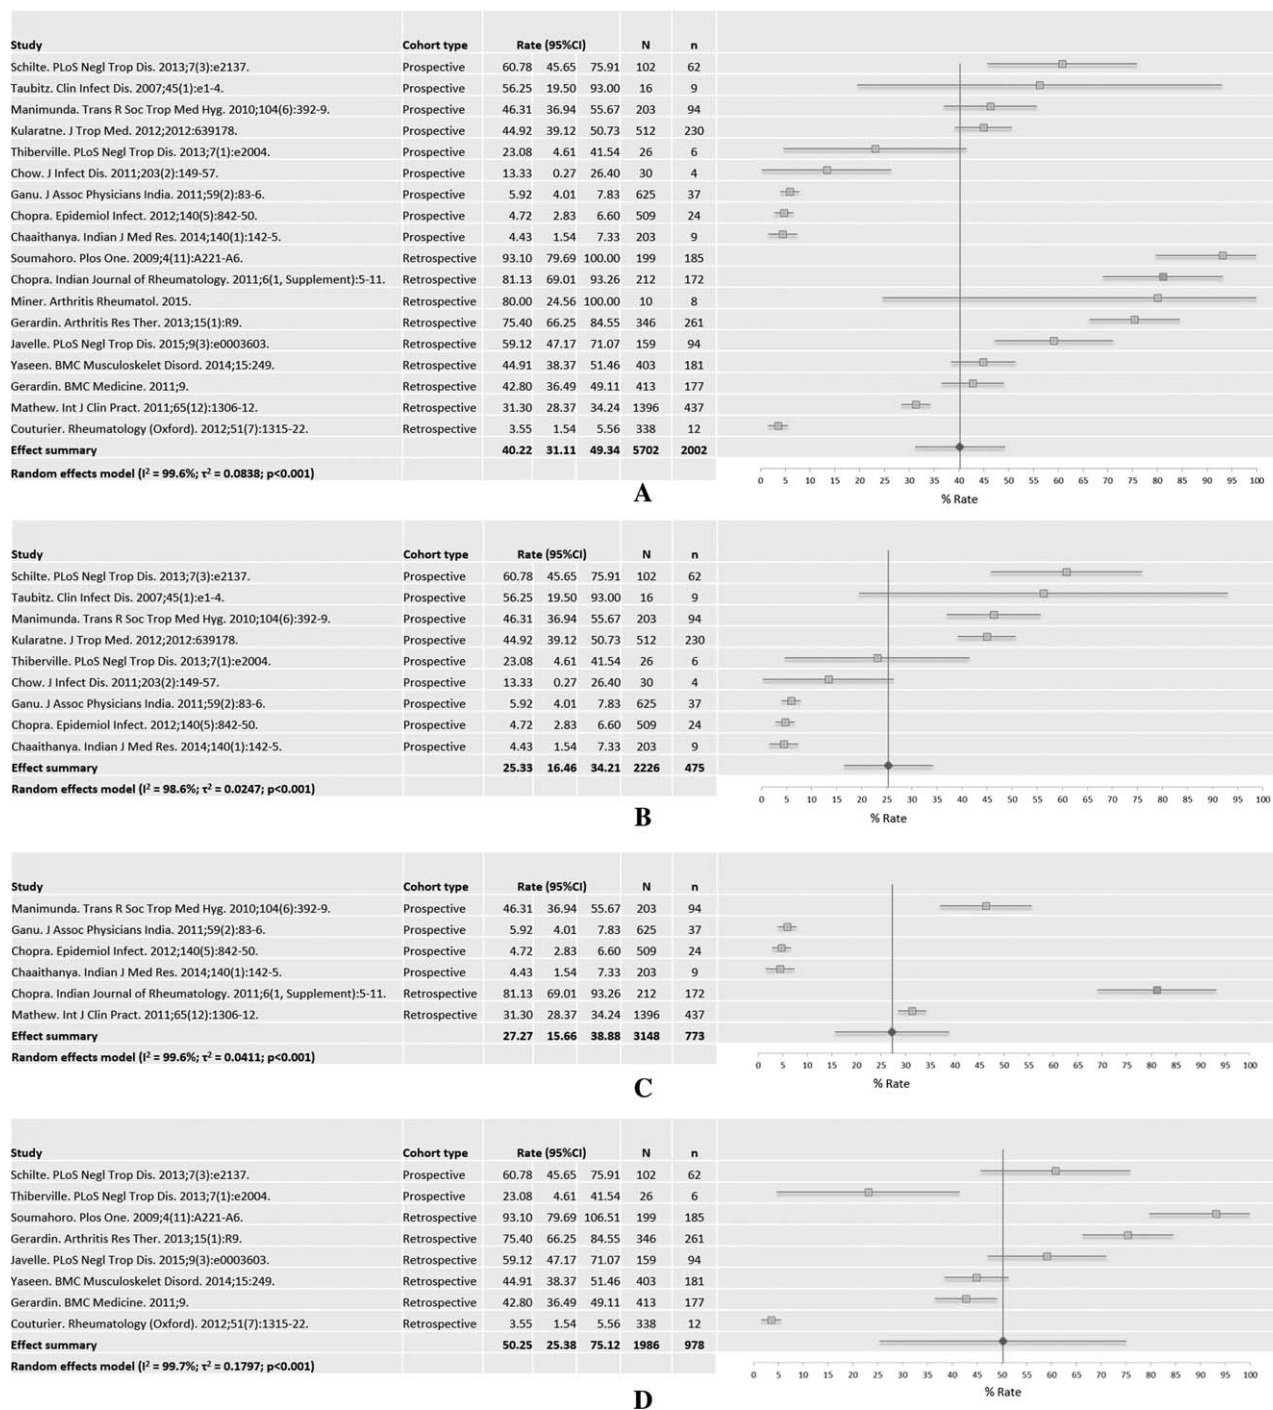 Study Cohort type Rate (95%CI) N n
Schilte. PLoS Negl Trop Dis. 2013;7(3):e2137. Prospective 60.78 45.65 75.91 102 62
Taubitz. Clin Infect Dis. 2007;45(1):e1-4. Prospective 56.25 19.50 93.00 16 9
Manimunda. Trans R Soc Trop Med Hyg. 2010;104(6):392-9. Prospective 46.31 36.94 55.67 203 94
Kularatne. J Trop Med. 2012;2012:639178. Prospective 44.92 39.12 50.73 512 230
Thiberville. PLoS Negl Trop Dis. 2013;7(1):e2004. Prospective 23.08 4.61 41.54 26 6
Chow. J Infect Dis. 2011;203(2):149-57. Prospective 13.33 0.27 26.40 30 4
Ganu. J Assoc Physicians India. 2011;59(2):83-6. Prospective 5.92 4.01 7.83 625 37
Chopra. Epidemiol Infect. 2012;140(5):842-50. Prospective 4.72 2.83 6.60 509 24
Chaaithanya. Indian J Med Res. 2014;140(1):142-5. Prospective 4.43 1.54 7.33 203 9
Soumahoro. Plos One. 2009;4(11):A221-A6. Retrospective 93.10 79.69 100.00 199 185
Chopra. Indian Journal of Rheumatology. 2011;6(1, Supplement):5-11. Retrospective 81.13 69.01 93.26 212 172
Miner. Arthritis Rheumatol. 2015. Retrospective 80.00 24.56 100.00 10 8
Gerardin. Arthritis Res Ther. 2013;15(1):R9. Retrospective 75.40 66.25 84.55 346 261
Javelle. PLoS Negl Trop Dis. 2015;9(3):e0003603. Retrospective 59.12 47.17 71.07 159 94
Yaseen. BMC Musculoskelet Disord. 2014;15:249. Retrospective 44.91 38.37 51.46 403 181
Gerardin. BMC Medicine. 2011;9. Retrospective 42.80 36.49 49.11 413 177
Mathew. Int J Clin Pract. 2011;65(12):1306-12. Retrospective 31.30 28.37 34.24 1396 437
Couturier. Rheumatology (Oxford). 2012;51(7):1315-22. Retrospective 3.55 1.54 5.56 338 12
Effect summary 40.22 31.11 49.34 5702 2002
Random effects model (I² = 99.6%; τ² = 0.0838; p<0.001)
0 5 10 15 20 25 30 35 40 45 50 55 60 65 70 75 80 85 90 95 100
% Rate
A
Study Cohort type Rate (95%CI) N n
Schilte. PLoS Negl Trop Dis. 2013;7(3):e2137. Prospective 60.78 45.65 75.91 102 62
Taubitz. Clin Infect Dis. 2007;45(1):e1-4. Prospective 56.25 19.50 93.00 16 9
Manimunda. Trans R Soc Trop Med Hyg. 2010;104(6):392-9. Prospective 46.31 36.94 55.67 203 94
Kularatne. J Trop Med. 2012;2012:639178. Prospective 44.92 39.12 50.73 512 230
Thiberville. PLoS Negl Trop Dis. 2013;7(1):e2004. Prospective 23.08 4.61 41.54 26 6
Chow. J Infect Dis. 2011;203(2):149-57. Prospective 13.33 0.27 26.40 30 4
Ganu. J Assoc Physicians India. 2011;59(2):83-6. Prospective 5.92 4.01 7.83 625 37
Chopra. Epidemiol Infect. 2012;140(5):842-50. Prospective 4.72 2.83 6.60 509 24
Chaaithanya. Indian J Med Res. 2014;140(1):142-5. Prospective 4.43 1.54 7.33 203 9
Effect summary 25.33 16.46 34.21 2226 475
Random effects model (I² = 98.6%; τ² = 0.0247; p<0.001)
0 5 10 15 20 25 30 35 40 45 50 55 60 65 70 75 80 85 90 95 100
% Rate
B
Study Cohort type Rate (95%CI) N n
Manimunda. Trans R Soc Trop Med Hyg. 2010;104(6):392-9. Prospective 46.31 36.94 55.67 203 94
Ganu. J Assoc Physicians India. 2011;59(2):83-6. Prospective 5.92 4.01 7.83 625 37
Chopra. Epidemiol Infect. 2012;140(5):842-50. Prospective 4.72 2.83 6.60 509 24
Chaaithanya. Indian J Med Res. 2014;140(1):142-5. Prospective 4.43 1.54 7.33 203 9
Chopra. Indian Journal of Rheumatology. 2011;6(1, Supplement):5-11. Retrospective 81.13 69.01 93.26 212 172
Mathew. Int J Clin Pract. 2011;65(12):1306-12. Retrospective 31.30 28.37 34.24 1396 437
Effect summary 27.27 15.66 38.88 3148 773
Random effects model (I² = 99.6%; τ² = 0.0411; p<0.001)
0 5 10 15 20 25 30 35 40 45 50 55 60 65 70 75 80 85 90 95 100
% Rate
C
Study Cohort type Rate (95%CI) N n
Schilte. PLoS Negl Trop Dis. 2013;7(3):e2137. Prospective 60.78 45.65 75.91 102 62
Thiberville. PLoS Negl Trop Dis. 2013;7(1):e2004. Prospective 23.08 4.61 41.54 26 6
Soumahoro. Plos One. 2009;4(11):A221-A6. Retrospective 93.10 79.69 106.51 199 185
Gerardin. Arthritis Res Ther. 2013;15(1):R9. Retrospective 75.40 66.25 84.55 346 261
Javelle. PLoS Negl Trop Dis. 2015;9(3):e0003603. Retrospective 59.12 47.17 71.07 159 94
Yaseen. BMC Musculoskelet Disord. 2014;15:249. Retrospective 44.91 38.37 51.46 403 181
Gerardin. BMC Medicine. 2011;9. Retrospective 42.80 36.49 49.11 413 177
Couturier. Rheumatology (Oxford). 2012;51(7):1315-22. Retrospective 3.55 1.54 5.56 338 12
Effect summary 50.25 25.38 75.12 1986 978
Random effects model (I² = 99.7%; τ² = 0.1797; p<0.001)
0 5 10 15 20 25 30 35 40 45 50 55 60 65 70 75 80 85 90 95 100
% Rate
D